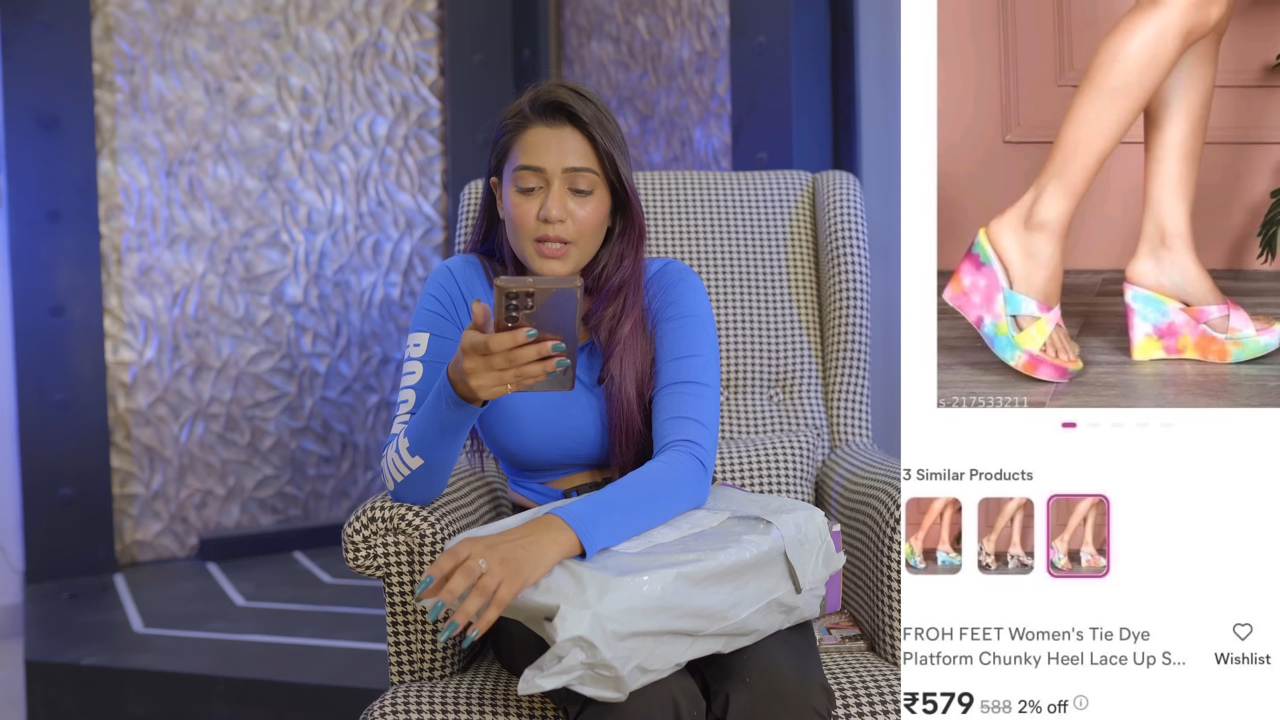 s-217533211
3 Similar Products
FROH FEET Women's Tie Dye
Platform Chunky Heel Lace Up S...
Wishlist
₹579 588 2% off